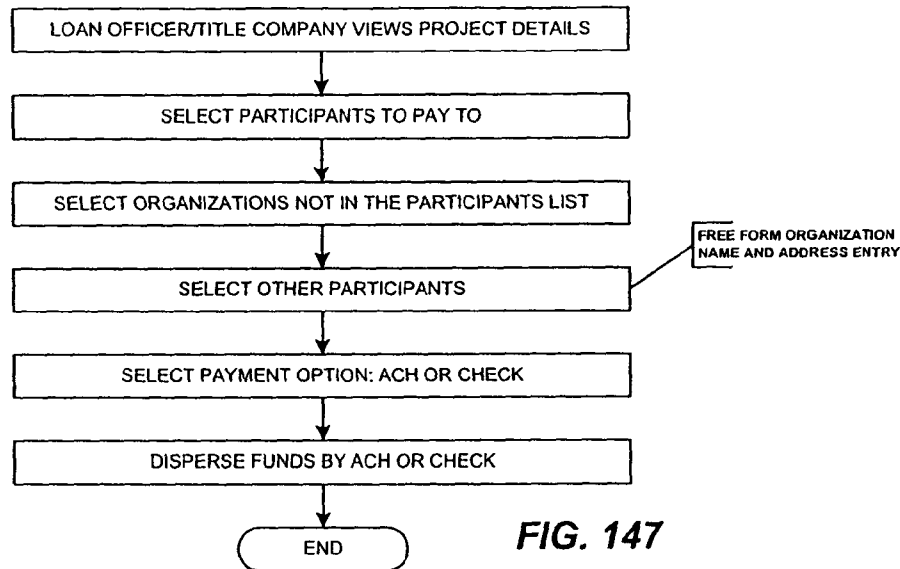 LOAN OFFICER/TITLE COMPANY VIEWS PROJECT DETAILS
SELECT PARTICIPANTS TO PAY TO
SELECT ORGANIZATIONS NOT IN THE PARTICIPANTS LIST
FREE FORM ORGANIZATION
NAME AND ADDRESS ENTRY
SELECT OTHER PARTICIPANTS
SELECT PAYMENT OPTION: ACH OR CHECK
DISPERSE FUNDS BY ACH OR CHECK
END
FIG. 147